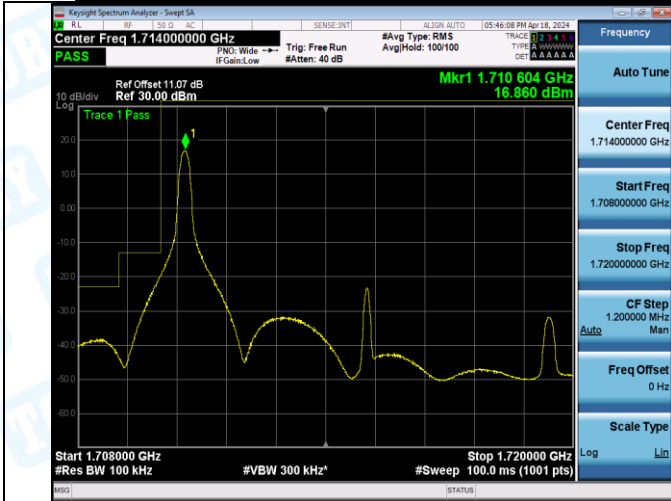 Keysight Spectrum Analyzer - Swept SA
RL RF 50 Ω AC SENSE:INT ALIGN AUTO 05:46:08 PM Apr 18, 2024
Center Freq 1.714000000 GHz
PNO: Wide
IFGain:Low
Trig: Free Run
#Atten: 40 dB
#Avg Type: RMS
Avg|Hold: 100/100
TRACE 1 2 3 4 5 6
TYPE A WWWWW
DET A A A A A A
PASS
Ref Offset 11.07 dB
10 dB/div Ref 30.00 dBm
Log
Mkr1 1.710 604 GHz
16.860 dBm
Trace 1 Pass
1
20.0
10.0
0.00
-10.0
-20.0
-30.0
-40.0
-50.0
-60.0
Start 1.708000 GHz
Stop 1.720000 GHz
#Res BW 100 kHz
#VBW 300 kHz*
#Sweep 100.0 ms (1001 pts)
MSG
STATUS
Frequency
Auto Tune
Center Freq
1.714000000 GHz
Start Freq
1.708000000 GHz
Stop Freq
1.720000000 GHz
CF Step
1.200000 MHz
Auto Man
Freq Offset
0 Hz
Scale Type
Log Lin